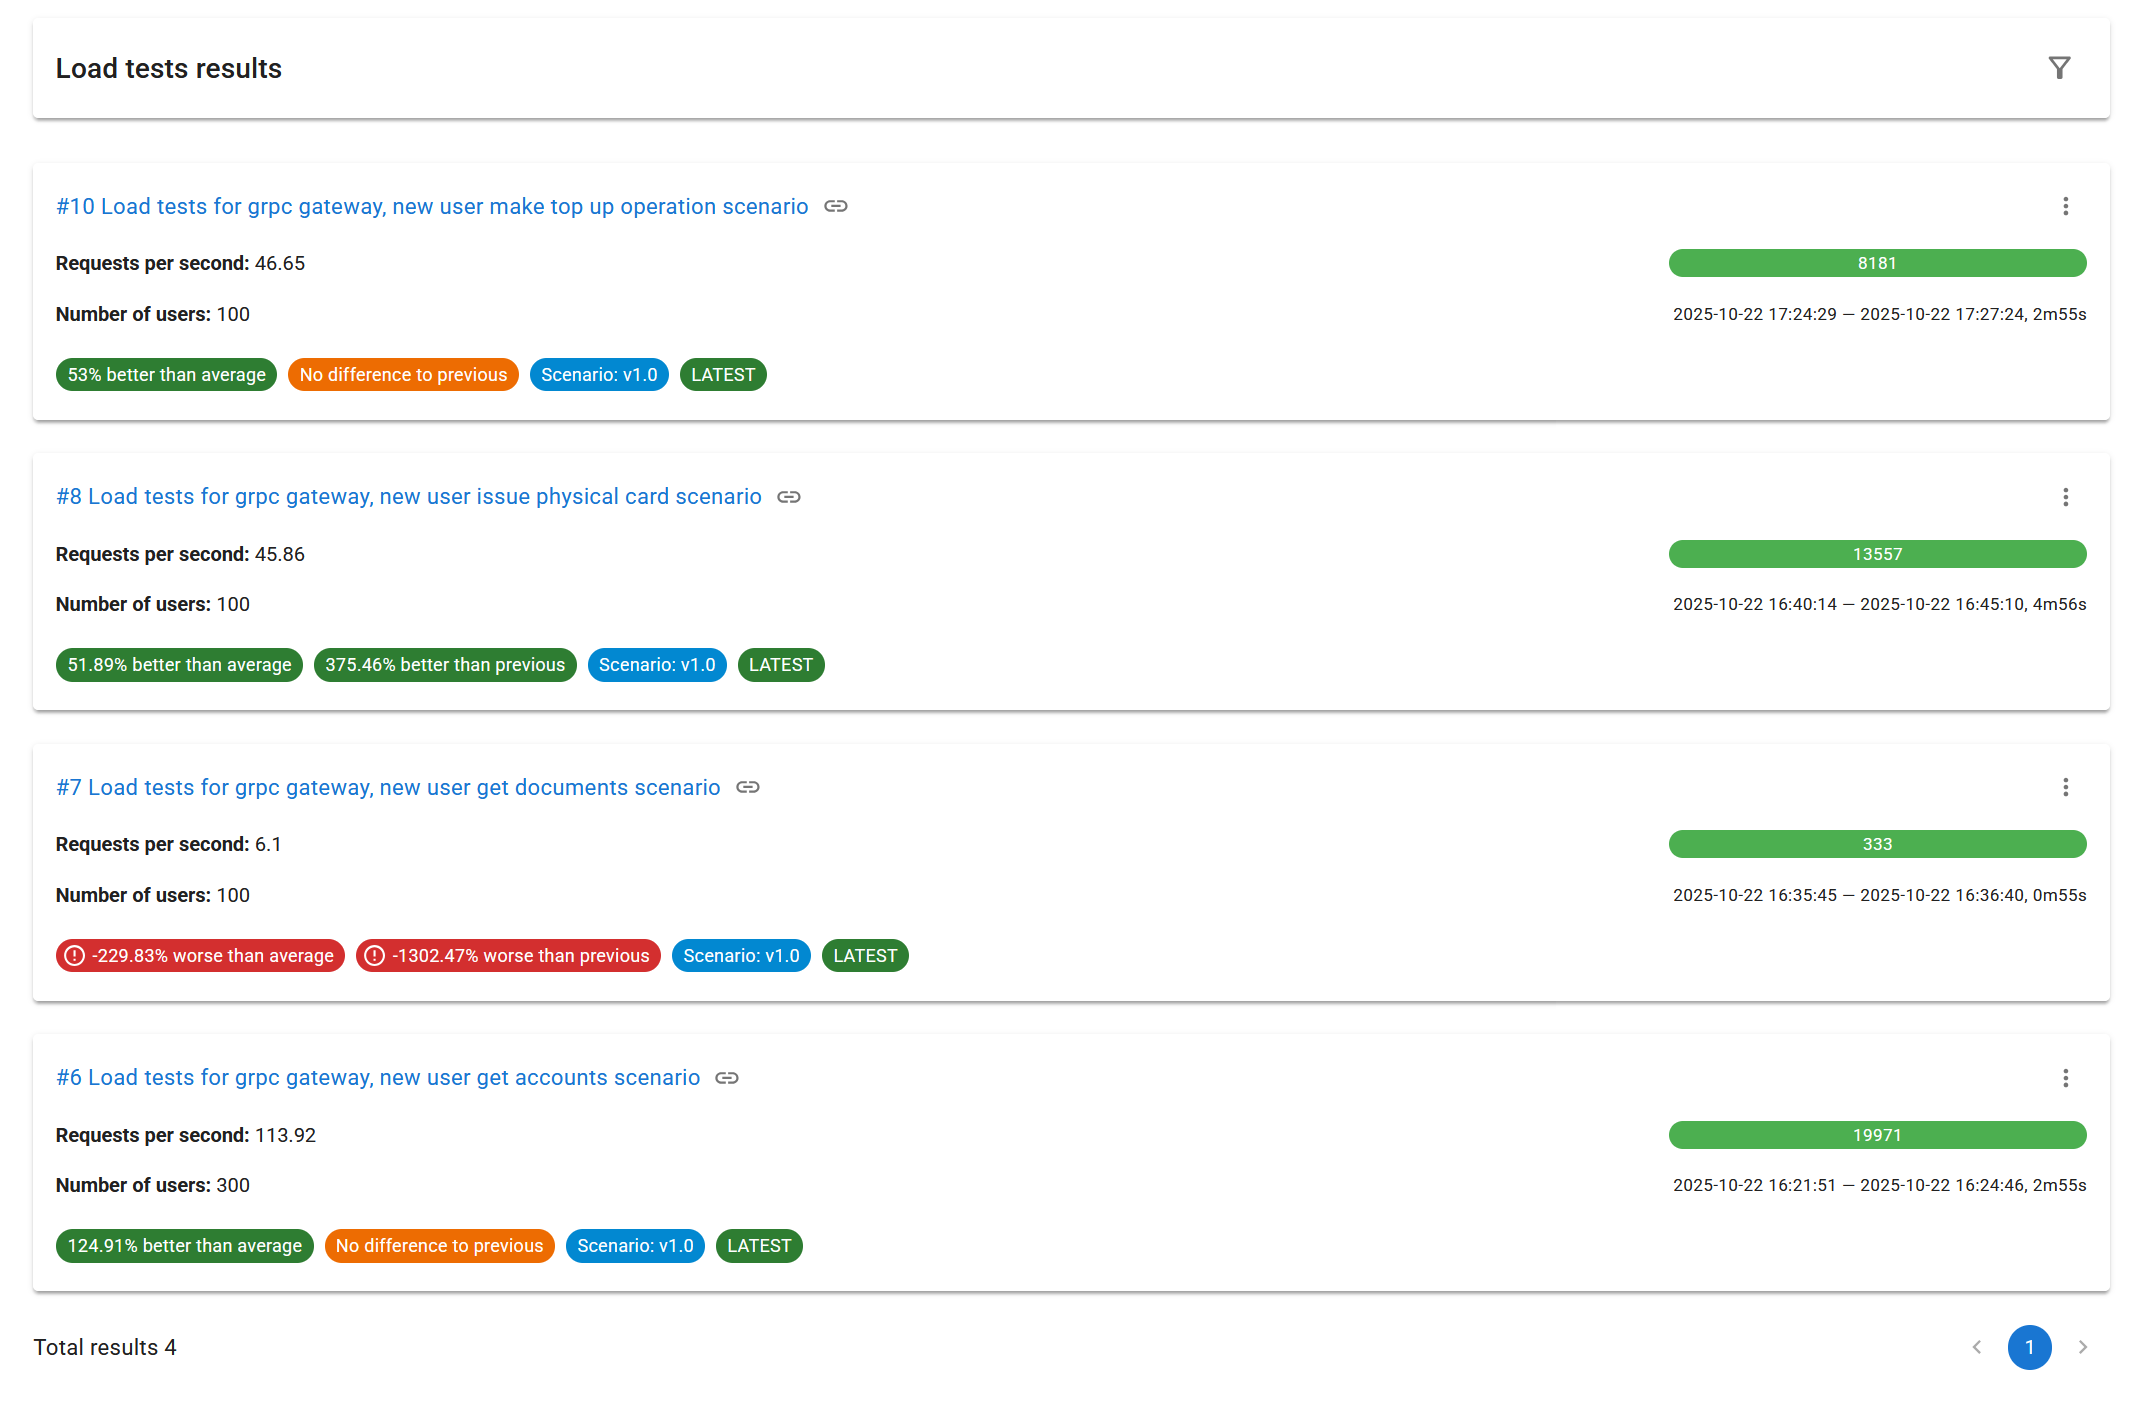 Load tests results
#10 Load tests for grpc gateway, new user make top up operation scenario
Requests per second: 46.65
8181
Number of users: 100
2025-10-22 17:24:29 — 2025-10-22 17:27:24, 2m55s
53% better than average No difference to previous Scenario: v1.0 LATEST
#8 Load tests for grpc gateway, new user issue physical card scenario
Requests per second: 45.86
13557
Number of users: 100
2025-10-22 16:40:14 — 2025-10-22 16:45:10, 4m56s
51.89% better than average 375.46% better than previous Scenario: v1.0 LATEST
#7 Load tests for grpc gateway, new user get documents scenario
Requests per second: 6.1
333
Number of users: 100
2025-10-22 16:35:45 — 2025-10-22 16:36:40, 0m55s
-229.83% worse than average -1302.47% worse than previous Scenario: v1.0 LATEST
#6 Load tests for grpc gateway, new user get accounts scenario
Requests per second: 113.92
19971
Number of users: 300
2025-10-22 16:21:51 — 2025-10-22 16:24:46, 2m55s
124.91% better than average No difference to previous Scenario: v1.0 LATEST
Total results 4
1